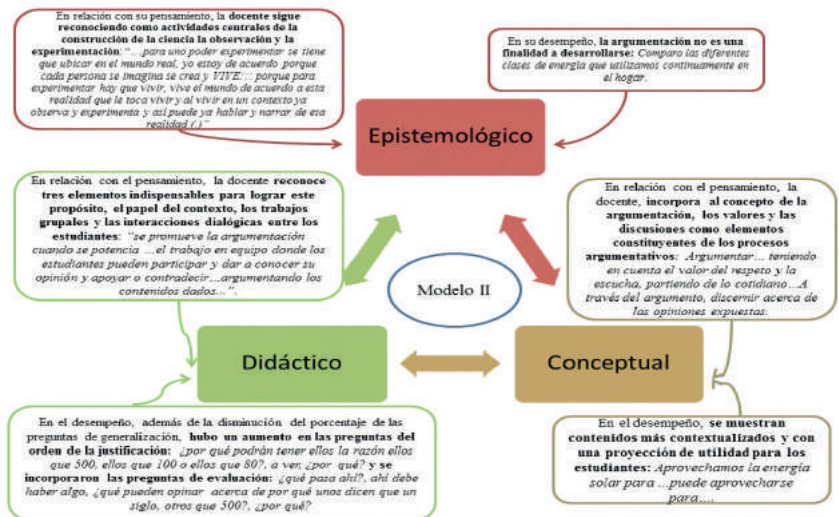 En relación con su pensamiento, la docente sigue
reconociendo como actividades centrales de la
construcción de la ciencia la observación y la
experimentación: "…para uno poder experimentar se tiene
que ubicar en el mundo real, yo estoy de acuerdo porque
cada persona se imagina se crea y VIVE… porque para
experimentar hay que vivir, vive el mundo de acuerdo a esta
realidad que le toca vivir y al vivir en un contexto ya
observa y experimenta y así puede ya hablar y narrar de esa
realidad (.)"
En su desempeño, la argumentación no es una
finalidad a desarrollarse: Comparo las diferentes
clases de energía que utilizamos continuamente en
el hogar.
Epistemológico
En relación con el pensamiento, la docente reconoce
tres elementos indispensables para lograr este
propósito, el papel del contexto, los trabajos
grupales y las interacciones dialógicas entre los
estudiantes: "se promueve la argumentación
cuando se potencia …el trabajo en equipo donde los
estudiantes pueden participar y dar a conocer su
opinión y apoyar o contradecir…argumentando los
contenidos dados…".
En relación con el pensamiento, la
docente, incorpora al concepto de la
argumentación, los valores y las
discusiones como elementos
constituyentes de los procesos
argumentativos: Argumentar… teniendo
en cuenta el valor del respeto y la
escucha, partiendo de lo cotidiano…A
través del argumento, discernir acerca de
las opiniones expuestas.
Modelo II
Didáctico
Conceptual
En el desempeño, además de la disminución del porcentaje de las
preguntas de generalización, hubo un aumento en las preguntas del
orden de la justificación: ¿por qué podrán tener ellos la razón ellos
que 500, ellos que 100 o ellos que 80?, a ver, ¿por qué? y se
incorporaron las preguntas de evaluación: ¿qué pasa ahí?, ahí debe
haber algo, ¿qué pueden opinar acerca de por qué unos dicen que un
siglo, otros que 500?, ¿por qué?
En el desempeño, se muestran
contenidos más contextualizados y con
una proyección de utilidad para los
estudiantes: Aprovechamos la energía
solar para …puede aprovecharse
para….